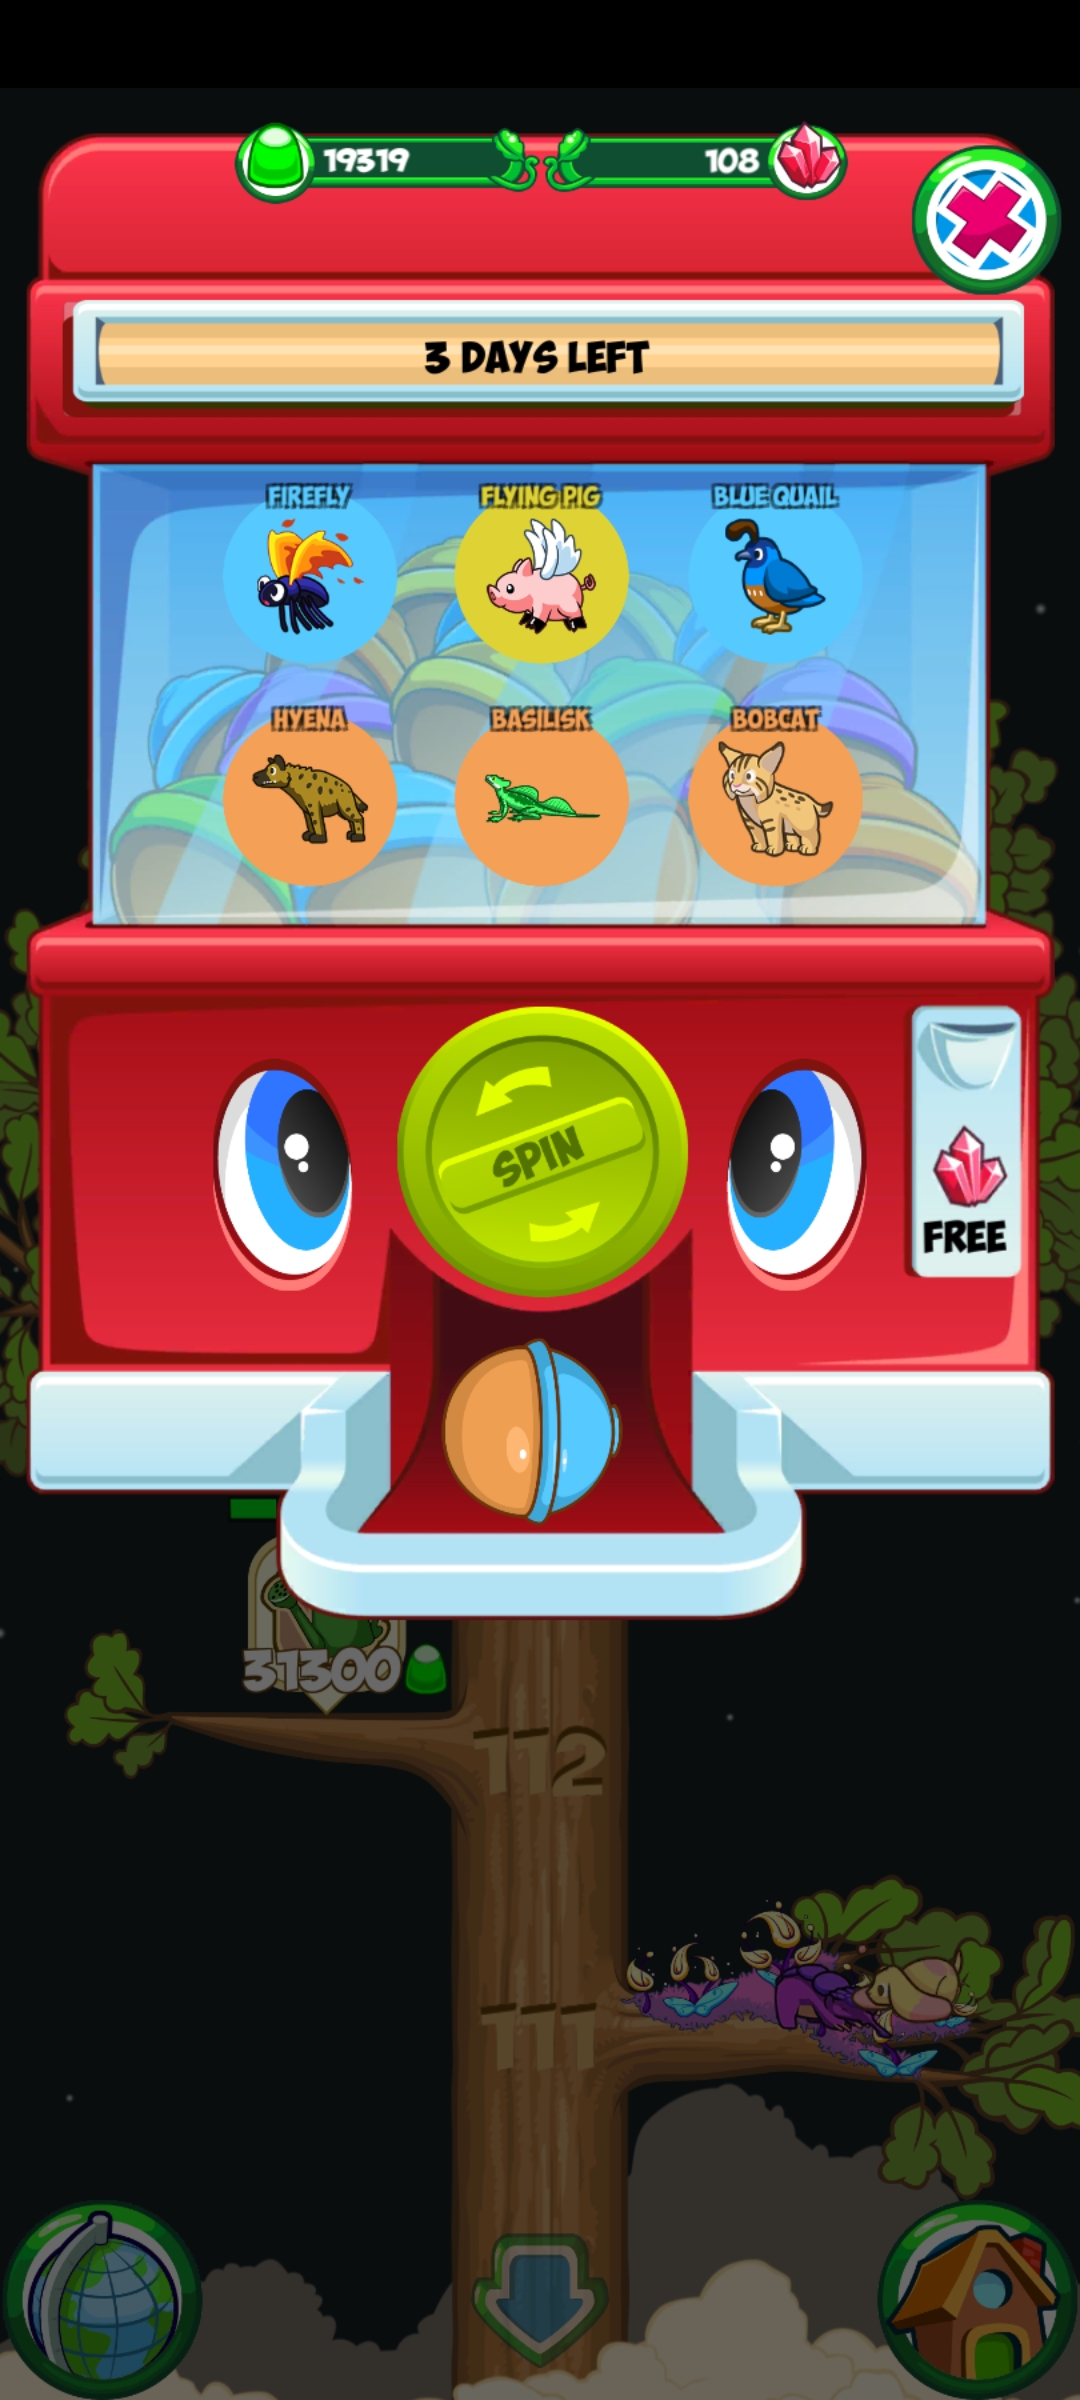 19319
108
3 DAYS LEFT
FIREFLY
FLYING PIG
BLUE QUAIL
HYENA
BASILISK
BOBCAT
SPIN
FREE
31300
112
111